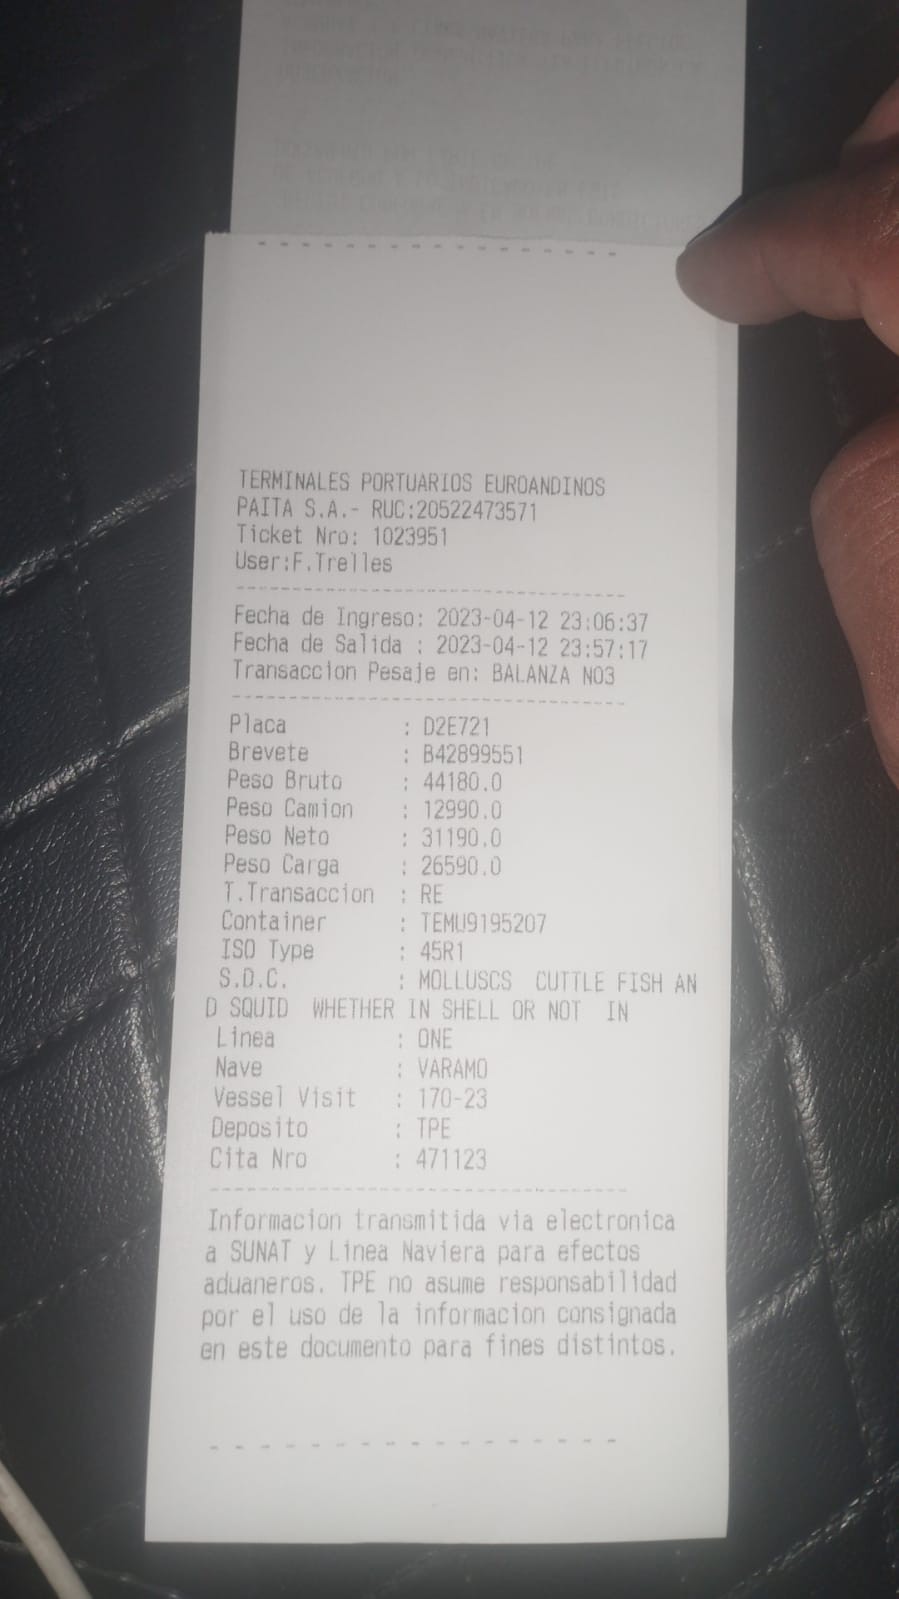 TERMINALES PORTUARIOS EUROANDINOS
PAITA S.A.- RUC:20522473571
Ticket Nro: 1023951
User:F.Trelles
Fecha de Ingreso: 2023-04-12 23:06:37
Fecha de Salida : 2023-04-12 23:57:17
Transaccion Pesaje en: BALANZA NO3
Placa : D2E721
Brevete : B42899551
Peso Bruto : 44180.0
Peso Camion : 12990.0
Peso Neto : 31190.0
Peso Carga : 26590.0
T.Transaccion : RE
Container : TEMU9195207
ISO Type : 45R1
S.D.C. : MOLLUSCS CUTTLE FISH AN
D SQUID WHETHER IN SHELL OR NOT IN
Linea : ONE
Nave : VARAMO
Vessel Visit : 170-23
Deposito : TPE
Cita Nro : 471123
Informacion transmitida via electronica
a SUNAT y Linea Naviera para efectos
aduaneros. TPE no asume responsabilidad
por el uso de la informacion consignada
en este documento para fines distintos.